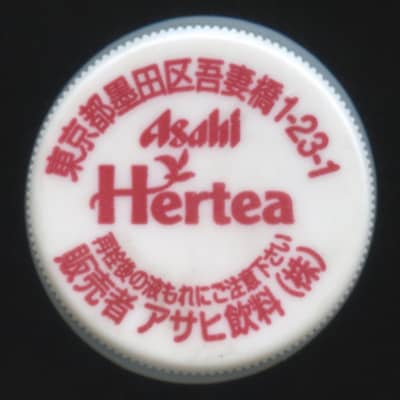 東京都墨田区吾妻橋1-23-1
Asahi
Hertea
再栓後の液もれにご注意下さい
販売者 アサヒ飲料(株)